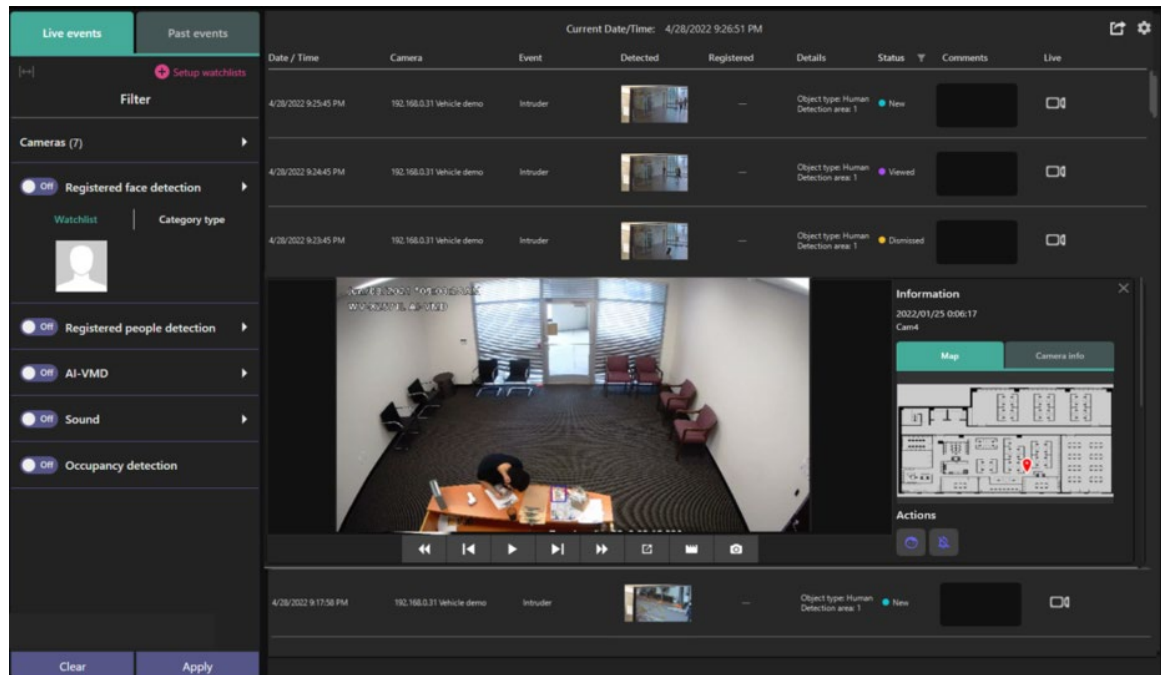 Live events
Past events
Setup watchlists
Filter
Cameras (7)
Off Registered face detection
Watchlist
Category type
Off Registered people detection
Off AI-VMD
Off Sound
Off Occupancy detection
Clear
Apply
Current Date/Time: 4/28/2022 9:26:51 PM
Date / Time Camera Event Detected Registered Details Status Comments Live
4/28/2022 9:25:45 PM 192.168.0.31 Vehicle demo Intruder — Object type: Human New
Detection area: 1
4/28/2022 9:24:45 PM 192.168.0.31 Vehicle demo Intruder — Object type: Human Viewed
Detection area: 1
4/28/2022 9:23:45 PM 192.168.0.31 Vehicle demo Intruder — Object type: Human Dismissed
Detection area: 1
AI-VMD
Information
2022/01/25 0:06:17
Cam4
Map
Camera info
Actions
4/28/2022 9:17:58 PM 192.168.0.31 Vehicle demo Intruder — Object type: Human New
Detection area: 1